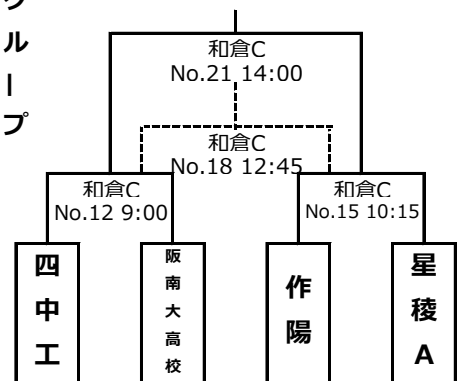 グループ
和倉C
No.21 14:00
和倉C
No.18 12:45
和倉C
No.12 9:00
和倉C
No.15 10:15
四中工
阪南大高校
作陽
星稜A